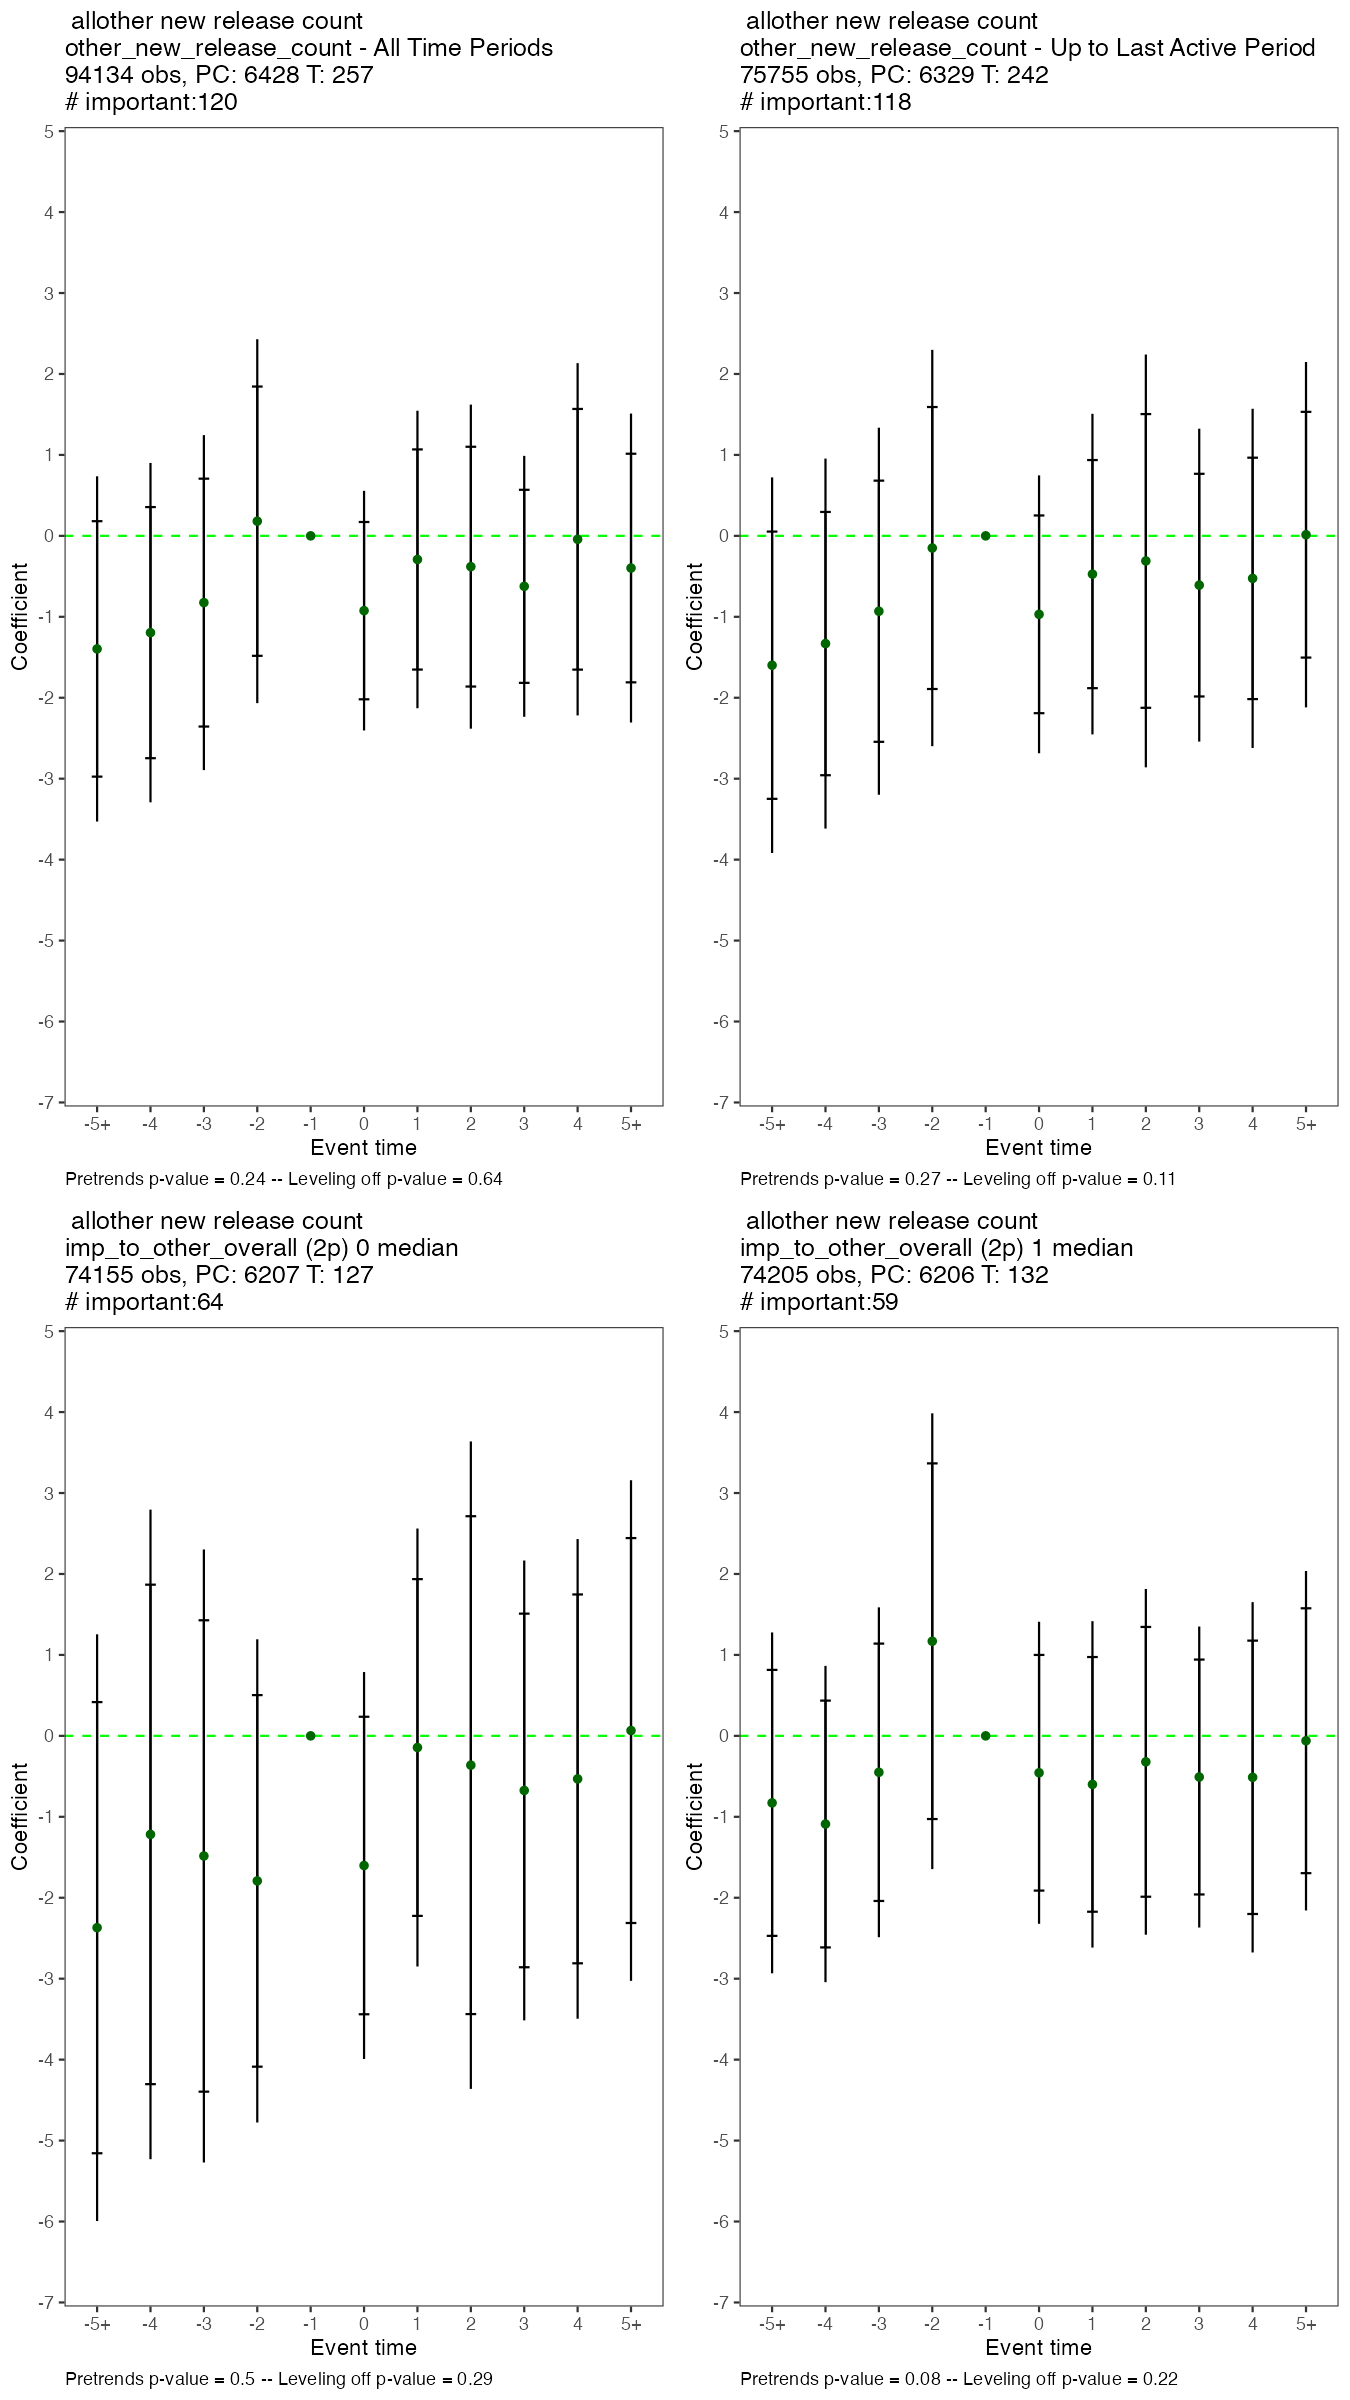 allother new release count
other_new_release_count - All Time Periods
94134 obs, PC: 6428 T: 257
# important:120
5
4
3
2
1
0
-1
-2
-3
-4
-5
-6
-7
Coefficient
-5+ -4 -3 -2 -1 0 1 2 3 4 5+
Event time
Pretrends p-value = 0.24 -- Leveling off p-value = 0.64
allother new release count
other_new_release_count - Up to Last Active Period
75755 obs, PC: 6329 T: 242
# important:118
5
4
3
2
1
0
-1
-2
-3
-4
-5
-6
-7
Coefficient
-5+ -4 -3 -2 -1 0 1 2 3 4 5+
Event time
Pretrends p-value = 0.27 -- Leveling off p-value = 0.11
allother new release count
imp_to_other_overall (2p) 0 median
74155 obs, PC: 6207 T: 127
# important:64
5
4
3
2
1
0
-1
-2
-3
-4
-5
-6
-7
Coefficient
-5+ -4 -3 -2 -1 0 1 2 3 4 5+
Event time
Pretrends p-value = 0.5 -- Leveling off p-value = 0.29
allother new release count
imp_to_other_overall (2p) 1 median
74205 obs, PC: 6206 T: 132
# important:59
5
4
3
2
1
0
-1
-2
-3
-4
-5
-6
-7
Coefficient
-5+ -4 -3 -2 -1 0 1 2 3 4 5+
Event time
Pretrends p-value = 0.08 -- Leveling off p-value = 0.22